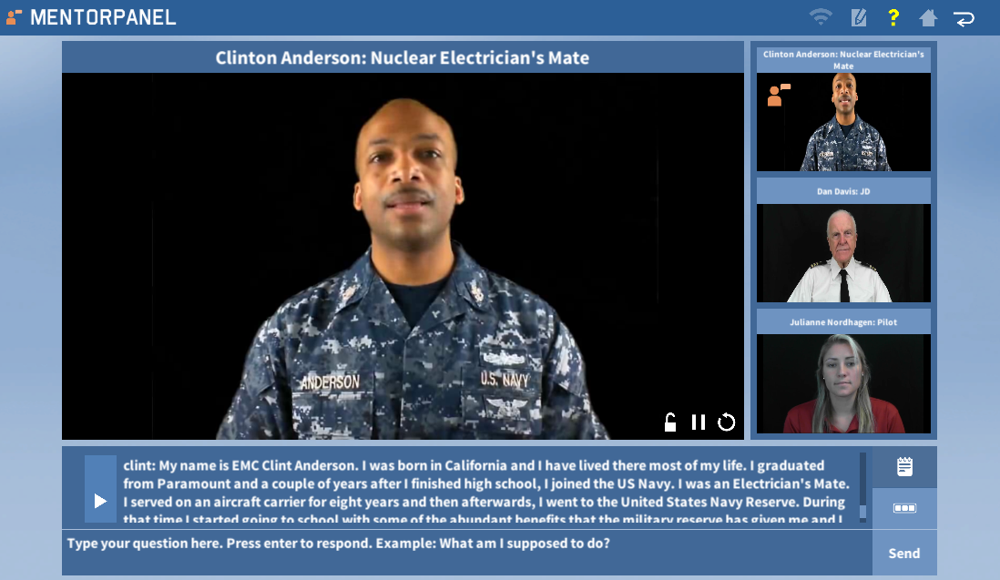 MENTORPANEL
Clinton Anderson: Nuclear Electrician's Mate
ANDERSON
U.S. NAVY
Clinton Anderson: Nuclear Electrician's
Mate
Dan Davis: JD
Julianne Nordhagen: Pilot
clint: My name is EMC Clint Anderson. I was born in California and I have lived there most of my life. I graduated
from Paramount and a couple of years after I finished high school, I joined the US Navy. I was an Electrician's Mate.
I served on an aircraft carrier for eight years and then afterwards, I went to the United States Navy Reserve. During
that time I started going to school with some of the abundant benefits that the military reserve has given me and I
Type your question here. Press enter to respond. Example: What am I supposed to do?
Send